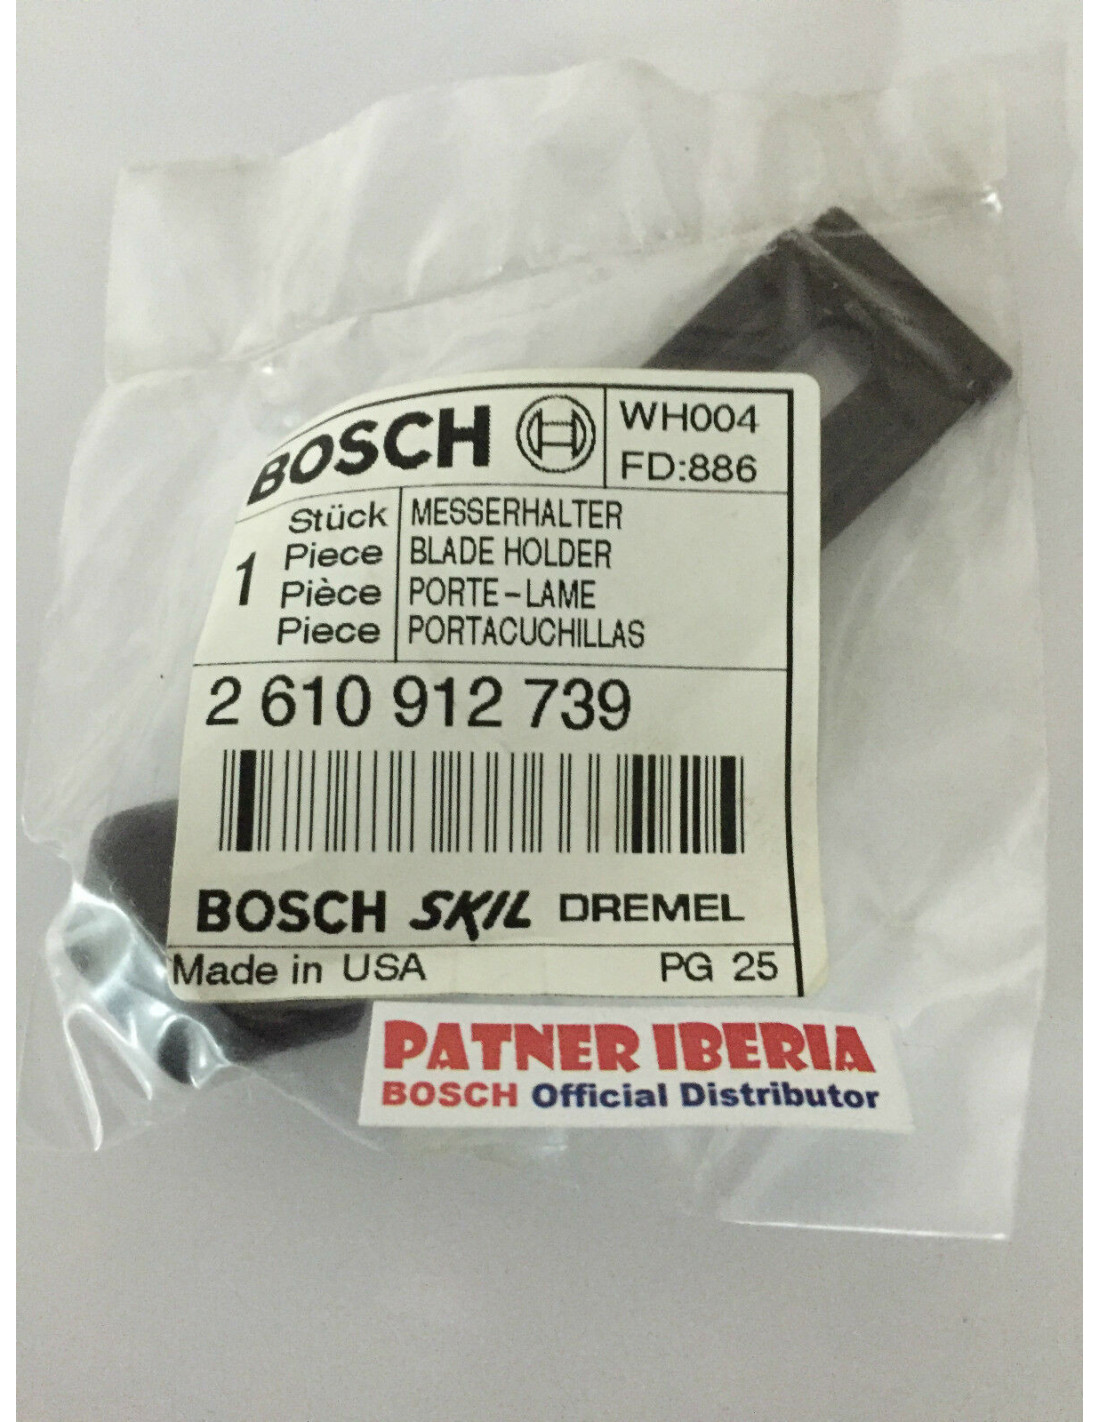 BOSCH
WH004
FD:886
1
Stück
Piece
Pièce
Piece
MESSERHALTER
BLADE HOLDER
PORTE-LAME
PORTACUCHILLAS
2 610 912 739
BOSCH SKIL DREMEL
Made in USA PG 25
PATNER IBERIA
BOSCH Official Distributor